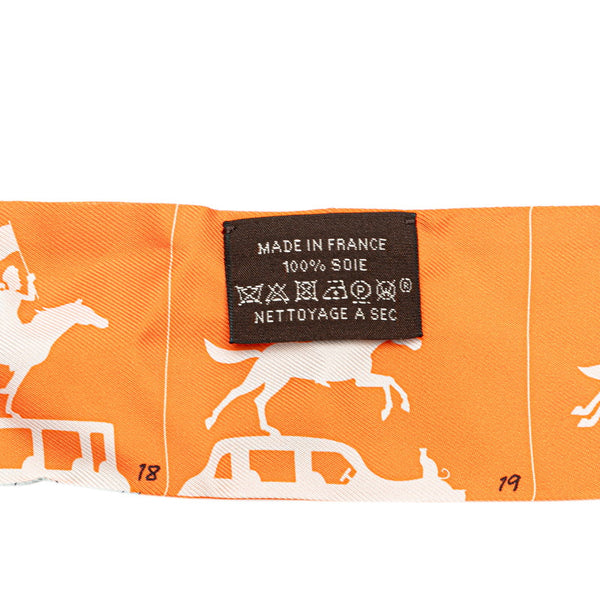 MADE IN FRANCE
100% SOIE
®
NETTOYAGE A SEC
18
19